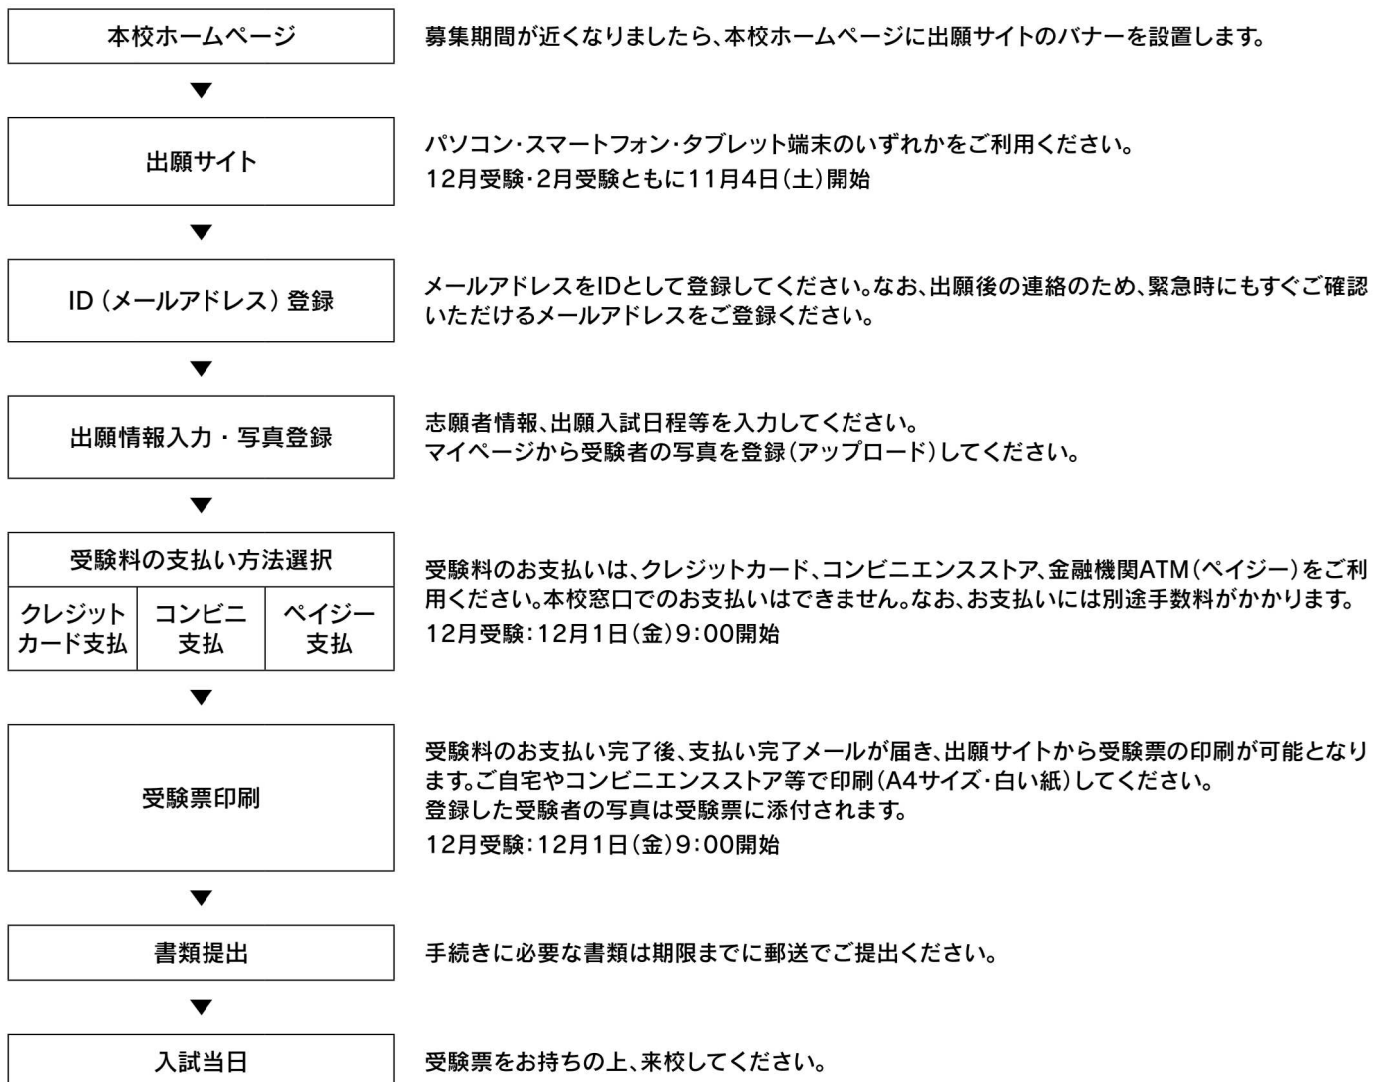 本校ホームページ
募集期間が近くなりましたら、本校ホームページに出願サイトのバナーを設置します。
▼
出願サイト
パソコン・スマートフォン・タブレット端末のいずれかをご利用ください。
12月受験・2月受験ともに11月4日（土）開始
▼
ID（メールアドレス）登録
メールアドレスをIDとして登録してください。なお、出願後の連絡のため、緊急時にもすぐご確認
いただけるメールアドレスをご登録ください。
▼
出願情報入力・写真登録
志願者情報、出願入試日程等を入力してください。
マイページから受験者の写真を登録（アップロード）してください。
▼
受験料の支払い方法選択
クレジット
カード支払
コンビニ
支払
ペイジー
支払
受験料のお支払いは、クレジットカード、コンビニエンスストア、金融機関ATM（ペイジー）をご利
用ください。本校窓口でのお支払いはできません。なお、お支払いには別途手数料がかかります。
12月受験：12月1日（金）9：00開始
▼
受験票印刷
受験料のお支払い完了後、支払い完了メールが届き、出願サイトから受験票の印刷が可能となり
ます。ご自宅やコンビニエンスストア等で印刷（A4サイズ・白い紙）してください。
登録した受験者の写真は受験票に添付されます。
12月受験：12月1日（金）9：00開始
▼
書類提出
手続きに必要な書類は期限までに郵送でご提出ください。
▼
入試当日
受験票をお持ちの上、来校してください。